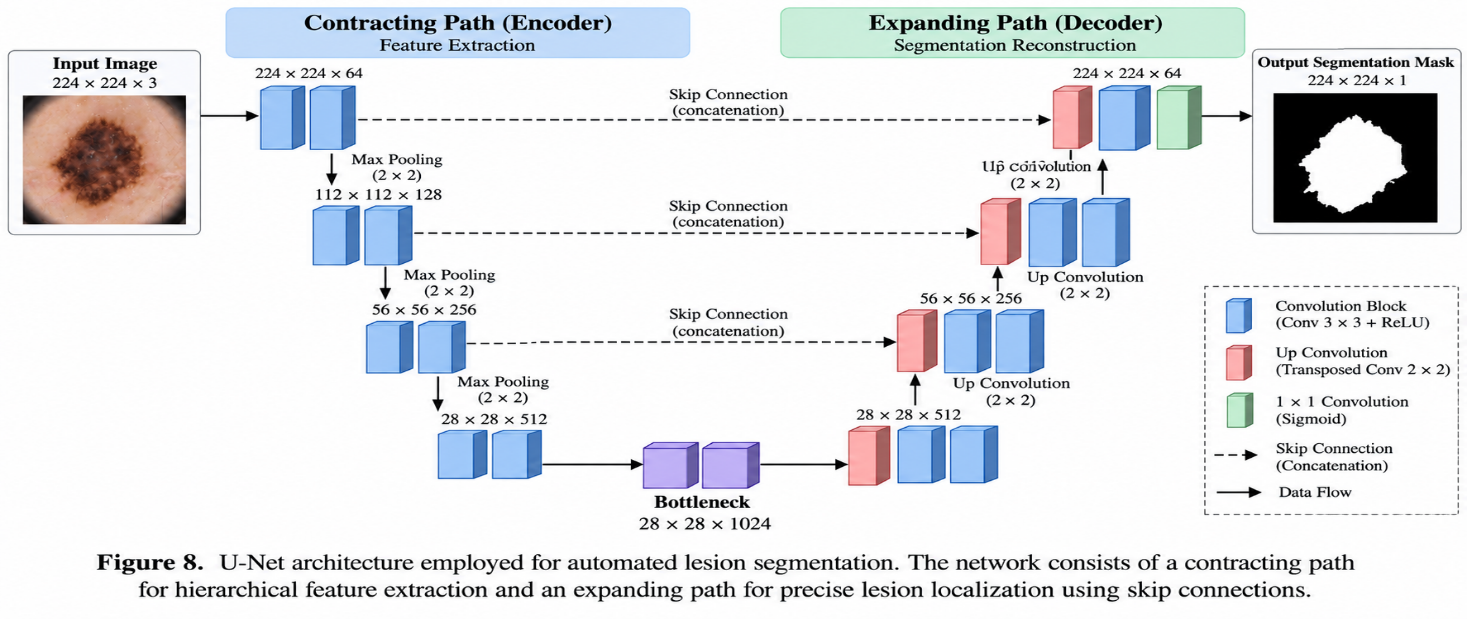 Contracting Path (Encoder)
Feature Extraction
Expanding Path (Decoder)
Segmentation Reconstruction
Input Image
224 × 224 × 3
224 × 224 × 64
Skip Connection
(concatenation)
224 × 224 × 64
Output Segmentation Mask
224 × 224 × 1
Max Pooling
(2 × 2)
Up Convolution
(2 × 2)
112 × 112 × 128
Skip Connection
(concatenation)
Max Pooling
(2 × 2)
Up Convolution
(2 × 2)
56 × 56 × 256
Skip Connection
(concatenation)
56 × 56 × 256
Max Pooling
(2 × 2)
Up Convolution
(2 × 2)
28 × 28 × 512
28 × 28 × 512
Bottleneck
28 × 28 × 1024
Convolution Block
(Conv 3 × 3 + ReLU)
Up Convolution
(Transposed Conv 2 × 2)
1 × 1 Convolution
(Sigmoid)
Skip Connection
(Concatenation)
Data Flow
Figure 8. U-Net architecture employed for automated lesion segmentation. The network consists of a contracting path
for hierarchical feature extraction and an expanding path for precise lesion localization using skip connections.